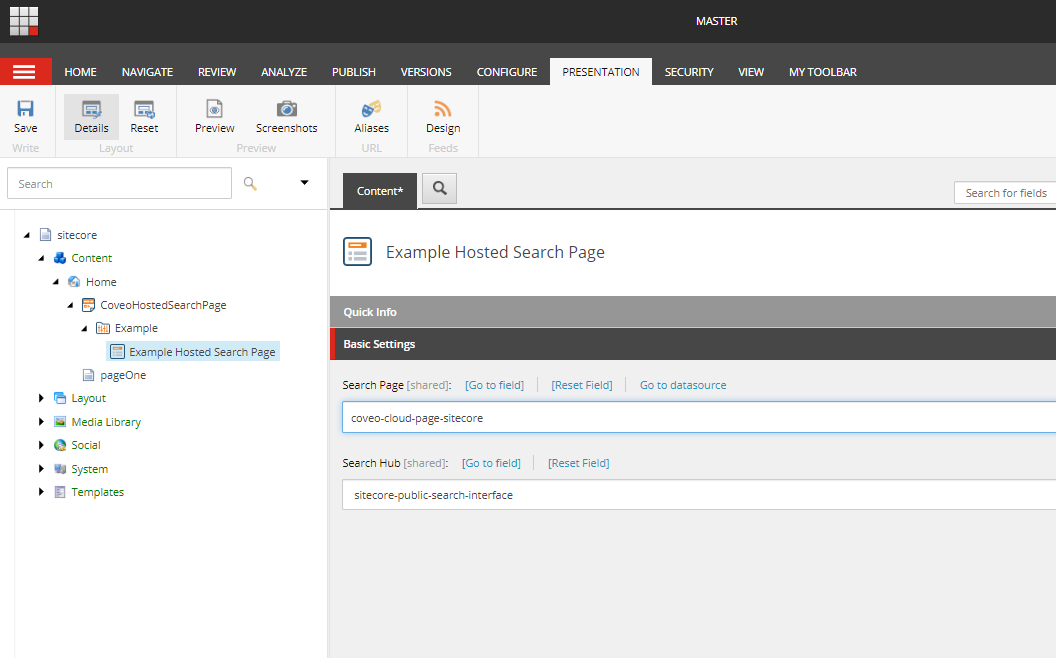 MASTER
HOME NAVIGATE REVIEW ANALYZE PUBLISH VERSIONS CONFIGURE PRESENTATION SECURITY VIEW MY TOOLBAR
Save Details Reset Preview Screenshots Aliases Design
Write Layout Preview URL Feeds
Search
Content*
Search for fields
sitecore
Content
Home
CoveoHostedSearchPage
Example
Example Hosted Search Page
pageOne
Layout
Media Library
Social
System
Templates
Example Hosted Search Page
Quick Info
Basic Settings
Search Page [shared]: [Go to field] [Reset Field] Go to datasource
coveo-cloud-page-sitecore
Search Hub [shared]: [Go to field] [Reset Field]
sitecore-public-search-interface